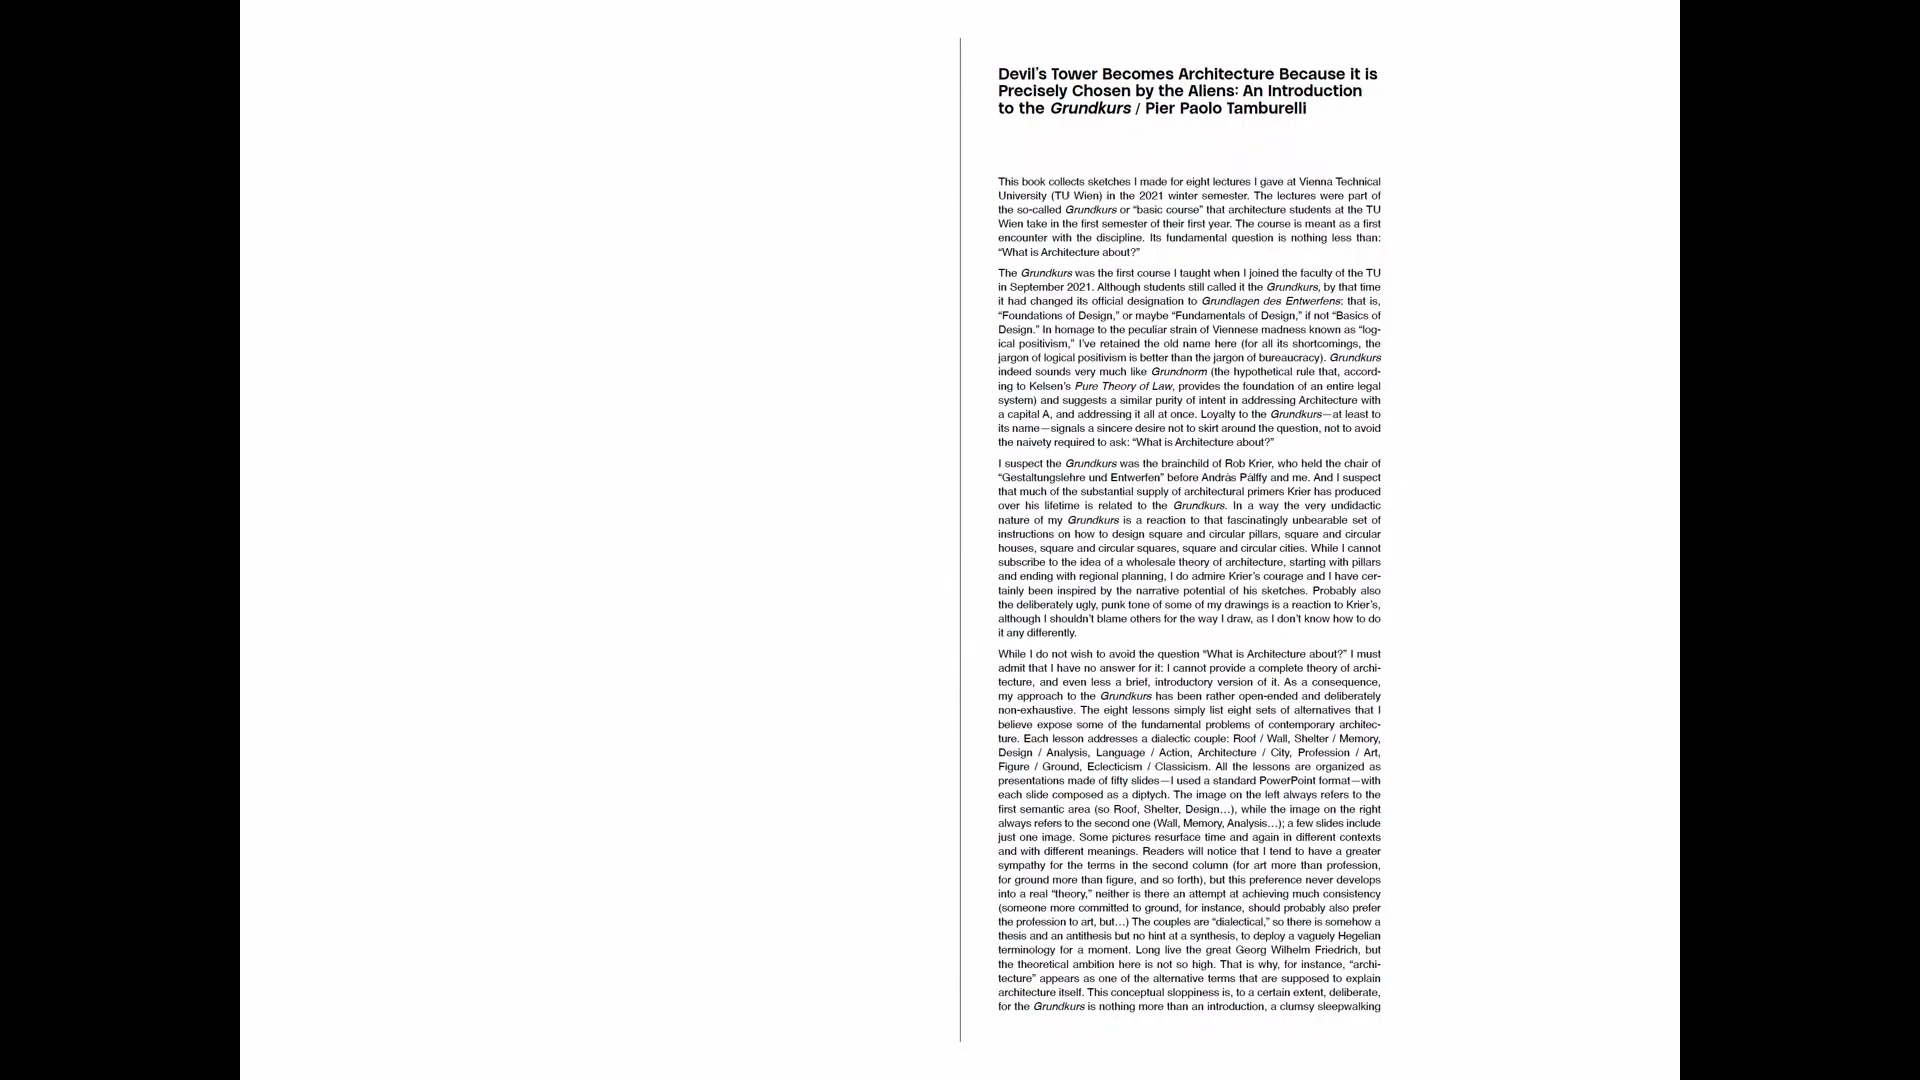 Devil's Tower Becomes Architecture Because it is
Precisely Chosen by the Aliens: An Introduction
to the Grundkurs / Pier Paolo Tamburelli
This book collects sketches I made for eight lectures I gave at Vienna Technical
University (TU Wien) in the 2021 winter semester. The lectures were part of
the so-called Grundkurs or “basic course” that architecture students at the TU
Wien take in the first semester of their first year. The course is meant as a first
encounter with the discipline. Its fundamental question is nothing less than:
“What is Architecture about?”
The Grundkurs was the first course I taught when I joined the faculty of the TU
in September 2021. Although students still called it the Grundkurs, by that time
it had changed its official designation to Grundlagen des Entwerfens: that is,
“Foundations of Design,” or maybe “Fundamentals of Design,” if not “Basics of
Design.” In homage to the peculiar strain of Viennese madness known as “log-
ical positivism,” I've retained the old name here (for all its shortcomings, the
jargon of logical positivism is better than the jargon of bureaucracy). Grundkurs
indeed sounds very much like Grundnorm (the hypothetical rule that, accord-
ing to Kelsen's Pure Theory of Law, provides the foundation of an entire legal
system) and suggests a similar purity of intent in addressing Architecture with
a capital A, and addressing it all at once. Loyalty to the Grundkurs—at least to
its name—signals a sincere desire not to skirt around the question, not to avoid
the naivety required to ask: “What is Architecture about?”
I suspect the Grundkurs was the brainchild of Rob Krier, who held the chair of
“Gestaltungslehre und Entwerfen” before András Pálffy and me. And I suspect
that much of the substantial supply of architectural primers Krier has produced
over his lifetime is related to the Grundkurs. In a way the very undidactic
nature of my Grundkurs is a reaction to that fascinatingly unbearable set of
instructions on how to design square and circular pillars, square and circular
houses, square and circular squares, square and circular cities. While I cannot
subscribe to the idea of a wholesale theory of architecture, starting with pillars
and ending with regional planning, I do admire Krier's courage and I have cer-
tainly been inspired by the narrative potential of his sketches. Probably also
the deliberately ugly, punk tone of some of my drawings is a reaction to Krier's,
although I shouldn't blame others for the way I draw, as I don't know how to do
it any differently.
While I do not wish to avoid the question “What is Architecture about?” I must
admit that I have no answer for it: I cannot provide a complete theory of archi-
tecture, and even less a brief, introductory version of it. As a consequence,
my approach to the Grundkurs has been rather open-ended and deliberately
non-exhaustive. The eight lessons simply list eight sets of alternatives that I
believe expose some of the fundamental problems of contemporary architec-
ture. Each lesson addresses a dialectic couple: Roof / Wall, Shelter / Memory,
Design / Analysis, Language / Action, Architecture / City, Profession / Art,
Figure / Ground, Eclecticism / Classicism. All the lessons are organized as
presentations made of fifty slides—I used a standard PowerPoint format—with
each slide composed as a diptych. The image on the left always refers to the
first semantic area (so Roof, Shelter, Design…), while the image on the right
always refers to the second one (Wall, Memory, Analysis…); a few slides include
just one image. Some pictures resurface time and again in different contexts
and with different meanings. Readers will notice that I tend to have a greater
sympathy for the terms in the second column (for art more than profession,
for ground more than figure, and so forth), but this preference never develops
into a real “theory,” neither is there an attempt at achieving much consistency
(someone more committed to ground, for instance, should probably also prefer
the profession to art, but…) The couples are “dialectical,” so there is somehow a
thesis and an antithesis but no hint at a synthesis, to deploy a vaguely Hegelian
terminology for a moment. Long live the great Georg Wilhelm Friedrich, but
the theoretical ambition here is not so high. That is why, for instance, “archi-
tecture” appears as one of the alternative terms that are supposed to explain
architecture itself. This conceptual sloppiness is, to a certain extent, deliberate,
for the Grundkurs is nothing more than an introduction, a clumsy sleepwalking